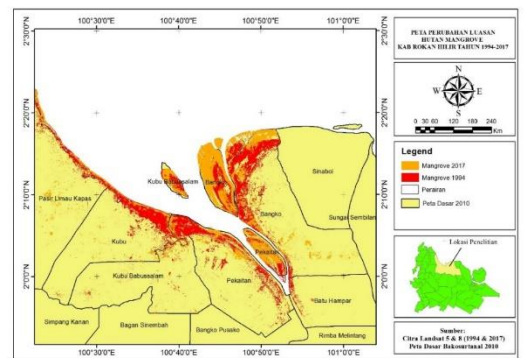 100°30'0"E 100°40'0"E 100°50'0"E 101°0'0"E
2°30'0"N
2°20'0"N
2°10'0"N
2°0'0"N
Pasir Limau Kapas
Kubu Babussalam
Bangko
Sinaboi
Sungai Sembilan
Kubu
Pekaitan
Kubu Babussalam
Pekaitan
Batu Hampar
Simpang Kanan
Bagan Sinembah
Bangko Pusako
Rimba Melintang
PETA PERUBAHAN LUASAN
HUTAN MANGROVE
KAB ROKAN HILIR TAHUN 1994-2017
N
W E
S
0 30 60 120 180 240
Km
Legend
Mangrove 2017
Mangrove 1994
Perairan
Peta Dasar 2010
Lokasi Penelitian
Sumber:
Citra Landsat 5 & 8 (1994 & 2017)
Peta Dasar Bakosurtanal 2010